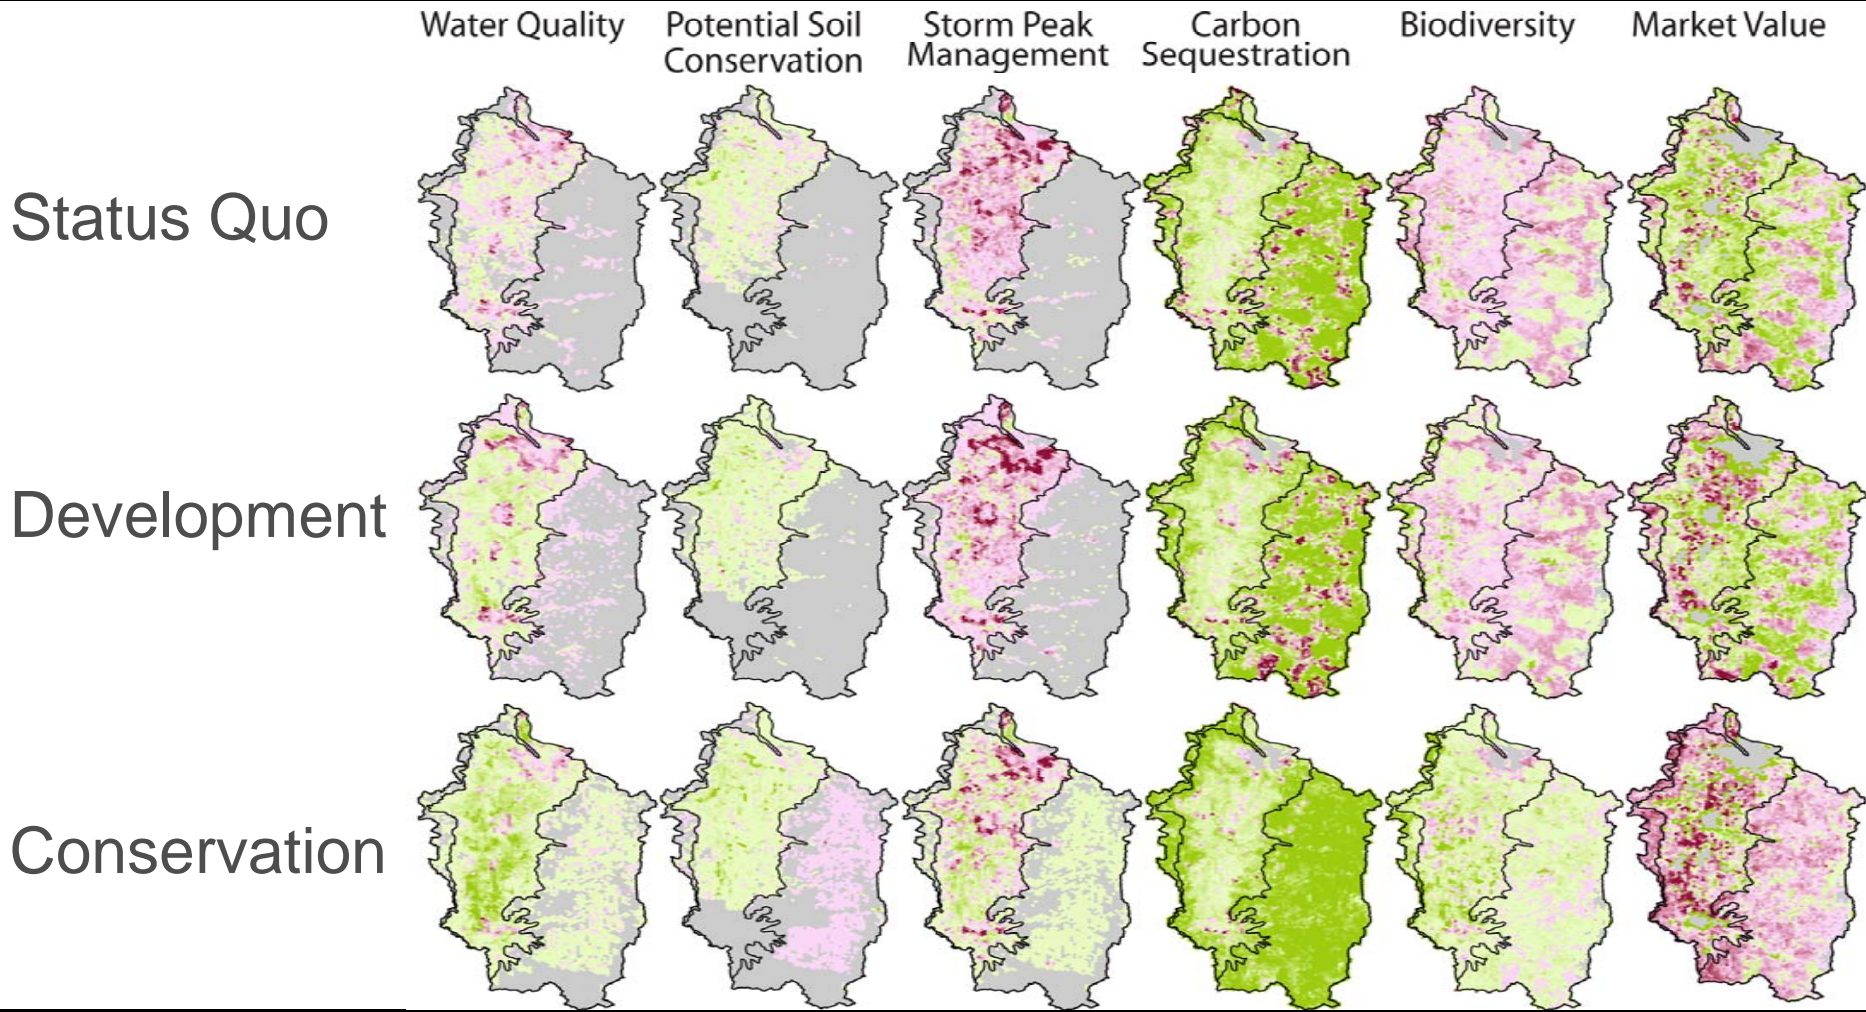 Water Quality
Potential Soil
Conservation
Storm Peak
Management
Carbon
Sequestration
Biodiversity
Market Value
Status Quo
Development
Conservation